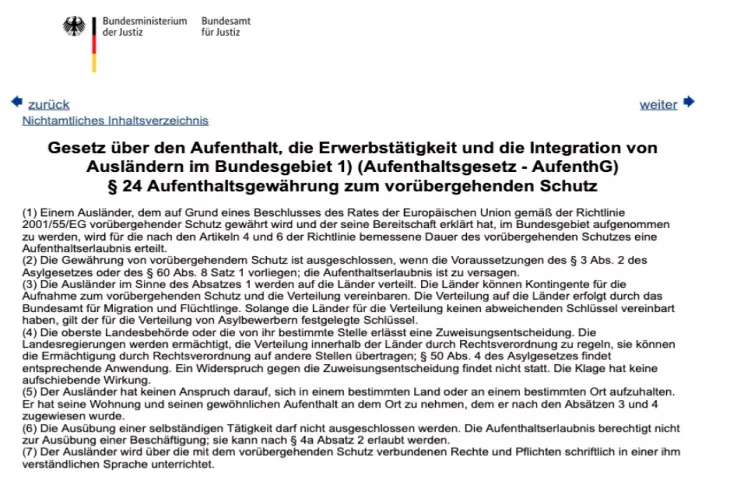 Bundesministerium
der Justiz
Bundesamt
für Justiz
zurück
weiter
Nichtamtliches Inhaltsverzeichnis
Gesetz über den Aufenthalt, die Erwerbstätigkeit und die Integration von
Ausländern im Bundesgebiet 1) (Aufenthaltsgesetz - AufenthG)
§ 24 Aufenthaltsgewährung zum vorübergehenden Schutz
(1) Einem Ausländer, dem auf Grund eines Beschlusses des Rates der Europäischen Union gemäß der Richtlinie
2001/55/EG vorübergehender Schutz gewährt wird und der seine Bereitschaft erklärt hat, im Bundesgebiet aufgenommen
zu werden, wird für die nach den Artikeln 4 und 6 der Richtlinie bemessene Dauer des vorübergehenden Schutzes eine
Aufenthaltserlaubnis erteilt.
(2) Die Gewährung von vorübergehendem Schutz ist ausgeschlossen, wenn die Voraussetzungen des § 3 Abs. 2 des
Asylgesetzes oder des § 60 Abs. 8 Satz 1 vorliegen; die Aufenthaltserlaubnis ist zu versagen.
(3) Die Ausländer im Sinne des Absatzes 1 werden auf die Länder verteilt. Die Länder können Kontingente für die
Aufnahme zum vorübergehenden Schutz und die Verteilung vereinbaren. Die Verteilung auf die Länder erfolgt durch das
Bundesamt für Migration und Flüchtlinge. Solange die Länder für die Verteilung keinen abweichenden Schlüssel vereinbart
haben, gilt der für die Verteilung von Asylbewerbern festgelegte Schlüssel.
(4) Die oberste Landesbehörde oder die von ihr bestimmte Stelle erlässt eine Zuweisungsentscheidung. Die
Landesregierungen werden ermächtigt, die Verteilung innerhalb der Länder durch Rechtsverordnung zu regeln, sie können
die Ermächtigung durch Rechtsverordnung auf andere Stellen übertragen; § 50 Abs. 4 des Asylgesetzes findet
entsprechende Anwendung. Ein Widerspruch gegen die Zuweisungsentscheidung findet nicht statt. Die Klage hat keine
aufschiebende Wirkung.
(5) Der Ausländer hat keinen Anspruch darauf, sich in einem bestimmten Land oder an einem bestimmten Ort aufzuhalten.
Er hat seine Wohnung und seinen gewöhnlichen Aufenthalt an dem Ort zu nehmen, dem er nach den Absätzen 3 und 4
zugewiesen wurde.
(6) Die Ausübung einer selbständigen Tätigkeit darf nicht ausgeschlossen werden. Die Aufenthaltserlaubnis berechtigt nicht
zur Ausübung einer Beschäftigung; sie kann nach § 4a Absatz 2 erlaubt werden.
(7) Der Ausländer wird über die mit dem vorübergehenden Schutz verbundenen Rechte und Pflichten schriftlich in einer ihm
verständlichen Sprache unterrichtet.